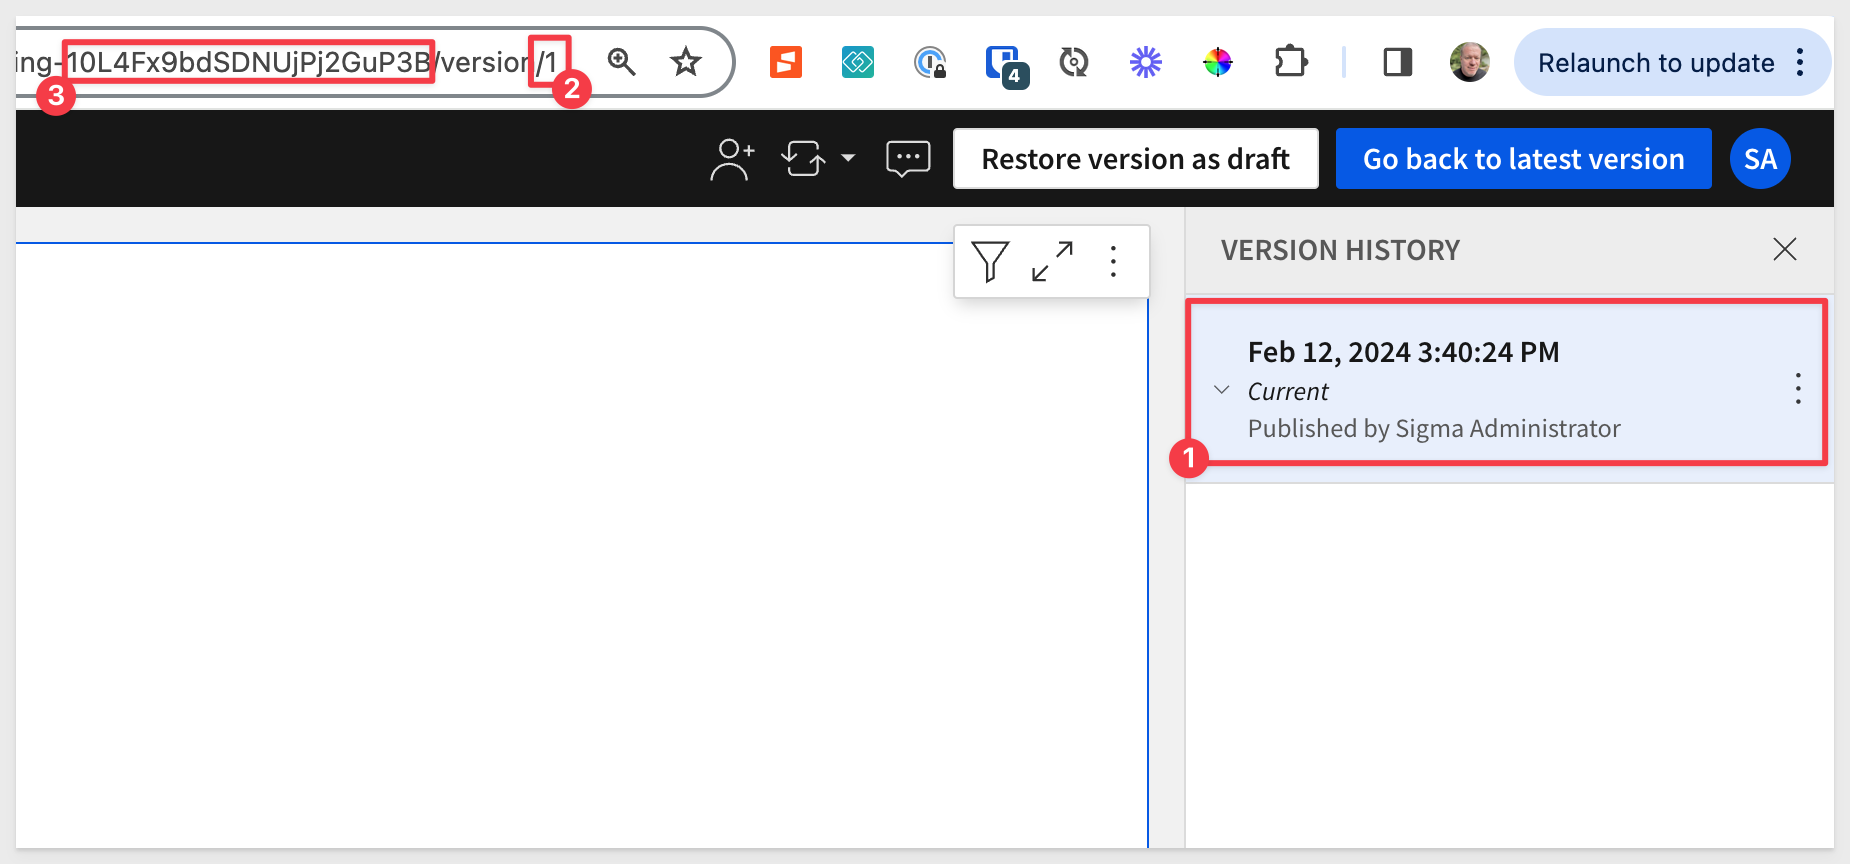 ing-10L4Fx9bdSDNUjPj2GuP3B/version/1
3
2
4
Relaunch to update
Restore version as draft
Go back to latest version
SA
VERSION HISTORY
Feb 12, 2024 3:40:24 PM
Current
Published by Sigma Administrator
1